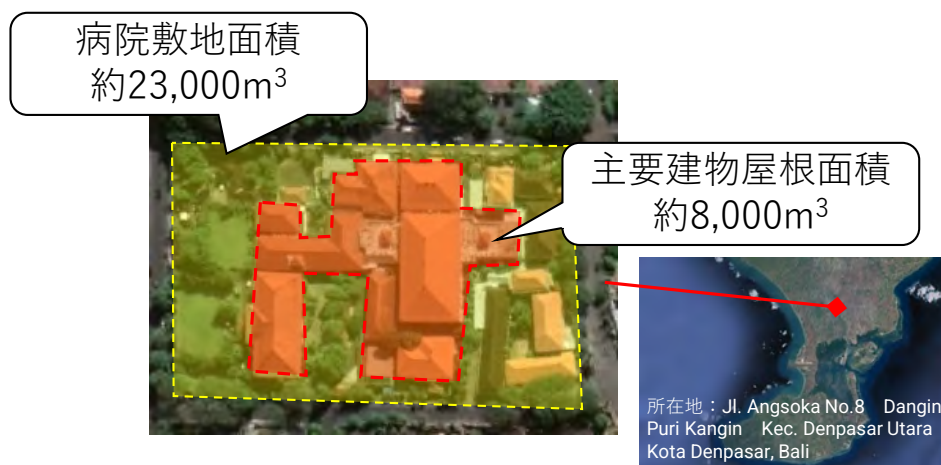 病院敷地面積
約23,000m³
主要建物屋根面積
約8,000m³
所在地：Jl. Angsoka No.8　Dangin
Puri Kangin　Kec. Denpasar Utara
Kota Denpasar, Bali